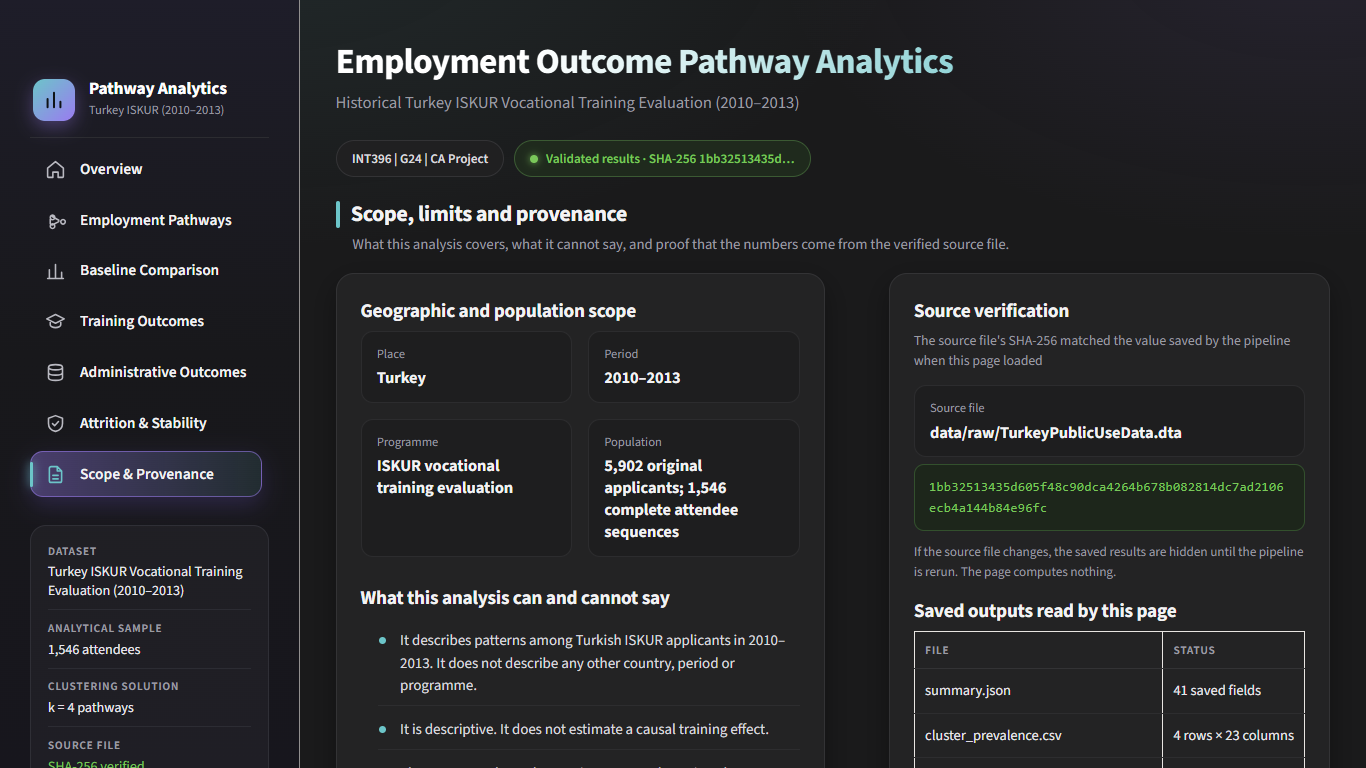 Pathway Analytics
Turkey ISKUR (2010–2013)
Overview
Employment Pathways
Baseline Comparison
Training Outcomes
Administrative Outcomes
Attrition & Stability
Scope & Provenance
DATASET
Turkey ISKUR Vocational Training
Evaluation (2010–2013)
ANALYTICAL SAMPLE
1,546 attendees
CLUSTERING SOLUTION
k = 4 pathways
SOURCE FILE
SHA-256 verified
Employment Outcome Pathway Analytics
Historical Turkey ISKUR Vocational Training Evaluation (2010–2013)
INT396 | G24 | CA Project
Validated results · SHA-256 1bb32513435d…
Scope, limits and provenance
What this analysis covers, what it cannot say, and proof that the numbers come from the verified source file.
Geographic and population scope
Place
Turkey
Period
2010–2013
Programme
ISKUR vocational
training evaluation
Population
5,902 original
applicants; 1,546
complete attendee
sequences
What this analysis can and cannot say
It describes patterns among Turkish ISKUR applicants in 2010–
2013. It does not describe any other country, period or
programme.
It is descriptive. It does not estimate a causal training effect.
Source verification
The source file's SHA-256 matched the value saved by the pipeline
when this page loaded
Source file
data/raw/TurkeyPublicUseData.dta
1bb32513435d605f48c90dca4264b678b082814dc7ad2106
ecb4a144b84e96fc
If the source file changes, the saved results are hidden until the pipeline
is rerun. The page computes nothing.
Saved outputs read by this page
FILE
STATUS
summary.json
41 saved fields
cluster_prevalence.csv
4 rows × 23 columns